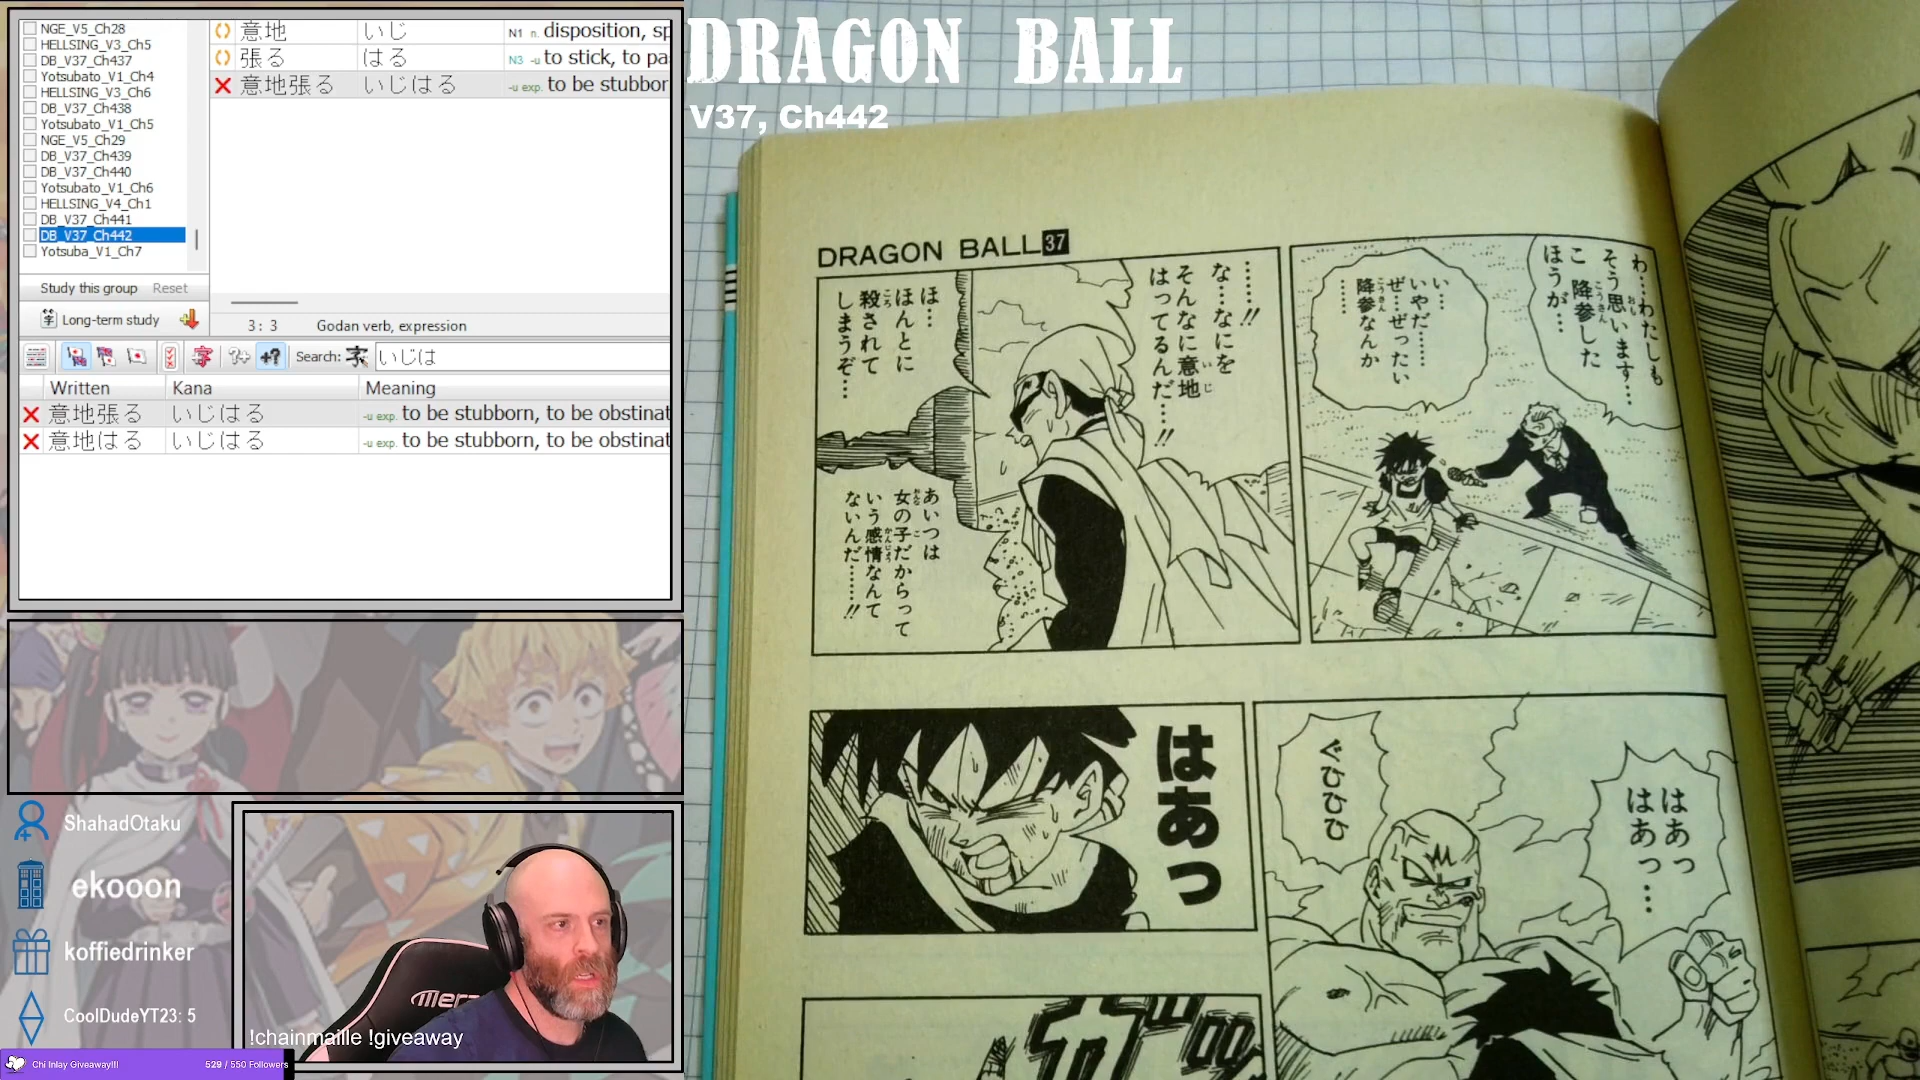 NGE_V5_Ch28
HELLSING_V3_Ch5
DB_V37_Ch437
Yotsubato_V1_Ch4
HELLSING_V3_Ch6
DB_V37_Ch438
Yotsubato_V1_Ch5
NGE_V5_Ch29
DB_V37_Ch439
DB_V37_Ch440
Yotsubato_V1_Ch6
HELLSING_V4_Ch1
DB_V37_Ch441
DB_V37_Ch442
Yotsuba_V1_Ch7
Study this group Reset
Long-term study
意地 いじ N1 n. disposition, sp
張る はる N3 -u to stick, to pa
意地張る いじはる -u exp. to be stubbor
3: 3 Godan verb, expression
Search: 字 いじは
Written Kana Meaning
意地張る いじはる -u exp. to be stubborn, to be obstinat
意地はる いじはる -u exp. to be stubborn, to be obstinat
DRAGON BALL
V37, Ch442
DRAGON BALL 37
わ…わたしも
そう思います…
こ 降参した
ほうが…
い…
いやだ……
ぜ…ぜったい
降参なんか
……
……!!
な…なにを
そんなに意地
はってるんだ……!!
ほ…
ほんとに
殺されて
しまうぞ…
あいつは
女の子だからって
いう感情なんて
ないんだ……!!
はあっ
はあっ…
ぐひひひ
はあっ
ShahadOtaku
ekooon
koffiedrinker
CoolDudeYT23: 5
!chainmaille !giveaway
Chi Inlay Giveaway!!! 529 / 550 Followers